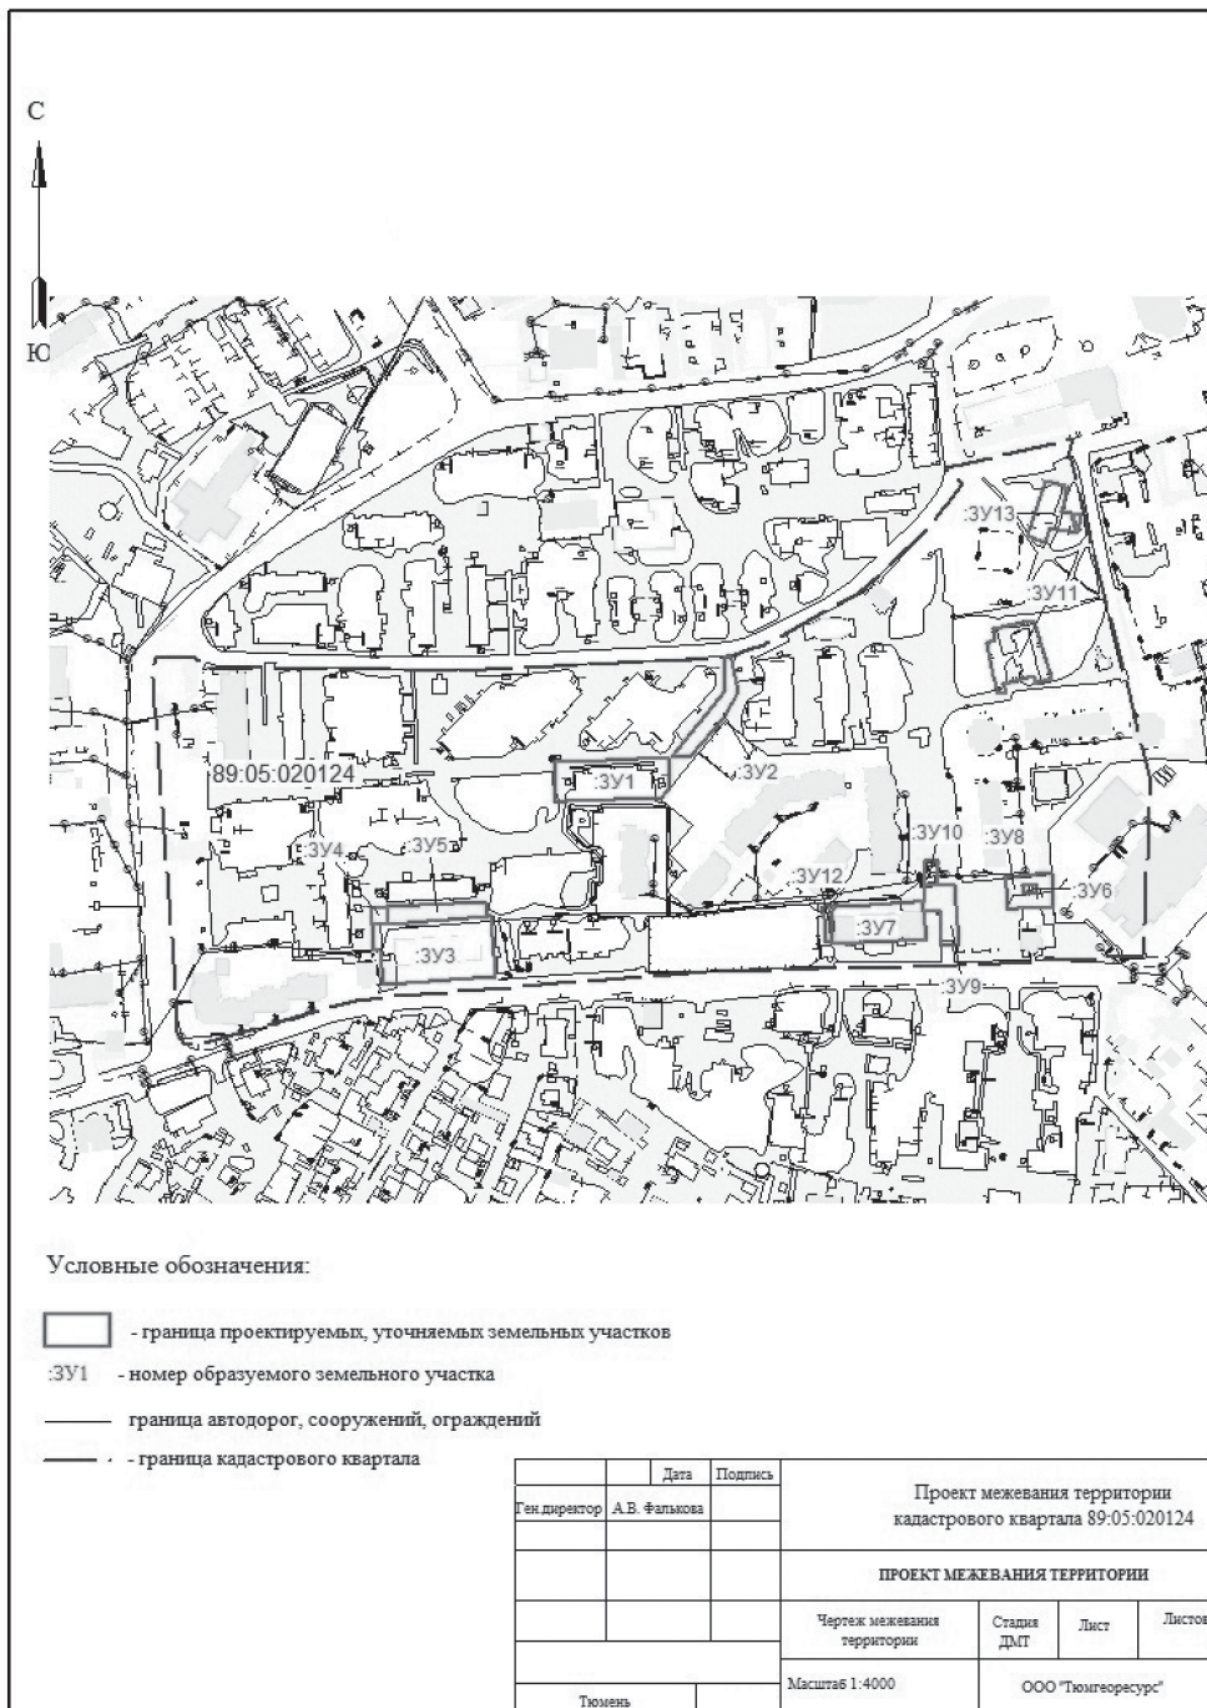 С
Ю
:ЗУ13
:ЗУ11
89:05:020124
:ЗУ1
:ЗУ2
:ЗУ4
:ЗУ5
:ЗУ10
:ЗУ8
:ЗУ12
:ЗУ6
:ЗУ7
:ЗУ3
:ЗУ9
Условные обозначения:
- граница проектируемых, уточняемых земельных участков
:ЗУ1 - номер образуемого земельного участка
граница автодорог, сооружений, ограждений
- граница кадастрового квартала
Дата Подпись
Ген.директор А.В. Фалькова
Проект межевания территории
кадастрового квартала 89:05:020124
ПРОЕКТ МЕЖЕВАНИЯ ТЕРРИТОРИИ
Чертеж межевания
территории
Стадия
ДМТ
Лист
Листов
Масштаб 1:4000
ООО "Тюмгеоресурс"
Тюмень